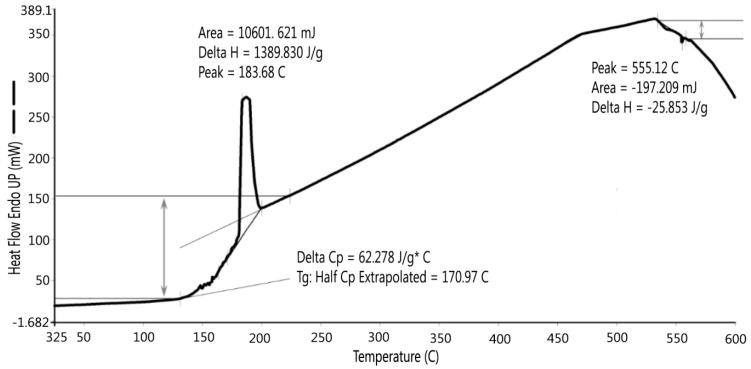 389.1
350
300
250
200
150
100
50
-1.682
Heat Flow Endo UP (mW)
Area = 10601. 621 mJ
Delta H = 1389.830 J/g
Peak = 183.68 C
Peak = 555.12 C
Area = -197.209 mJ
Delta H = -25.853 J/g
Delta Cp = 62.278 J/g* C
Tg: Half Cp Extrapolated = 170.97 C
325 50 100 150 200 250 300 350 400 450 500 550 600
Temperature (C)